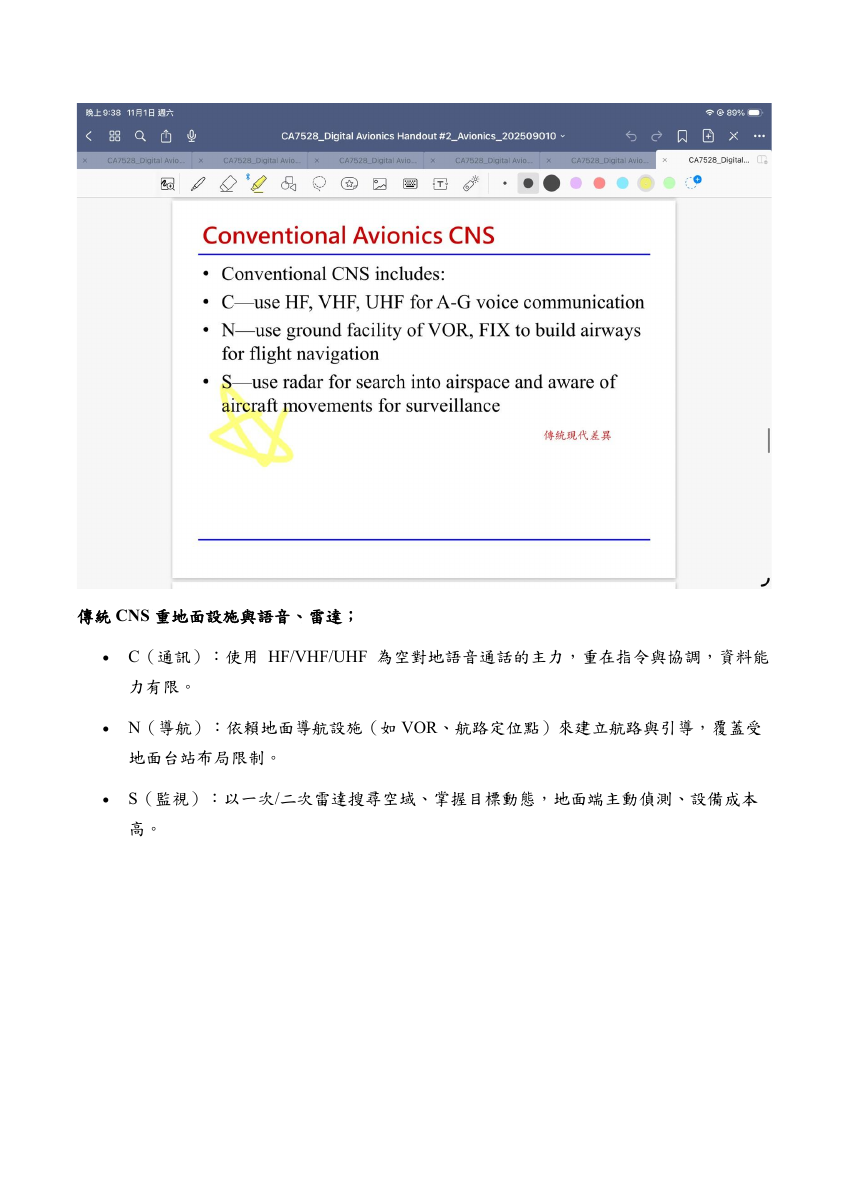 晚上9:38 11月1日 週六
89%
CA7528_Digital Avionics Handout #2_Avionics_202509010
CA7528_Digital Avio... CA7528_Digital Avio... CA7528_Digital Avio... CA7528_Digital Avio... CA7528_Digital Avio... CA7528_Digital...
Conventional Avionics CNS
• Conventional CNS includes:
• C—use HF, VHF, UHF for A-G voice communication
• N—use ground facility of VOR, FIX to build airways
for flight navigation
• S—use radar for search into airspace and aware of
aircraft movements for surveillance
傳統現代差異
傳統 CNS 重地面設施與語音、雷達；
• C（通訊）：使用 HF/VHF/UHF 為空對地語音通話的主力，重在指令與協調，資料能
力有限。
• N（導航）：依賴地面導航設施（如 VOR、航路定位點）來建立航路與引導，覆蓋受
地面台站布局限制。
• S（監視）：以一次/二次雷達搜尋空域、掌握目標動態，地面端主動偵測、設備成本
高。